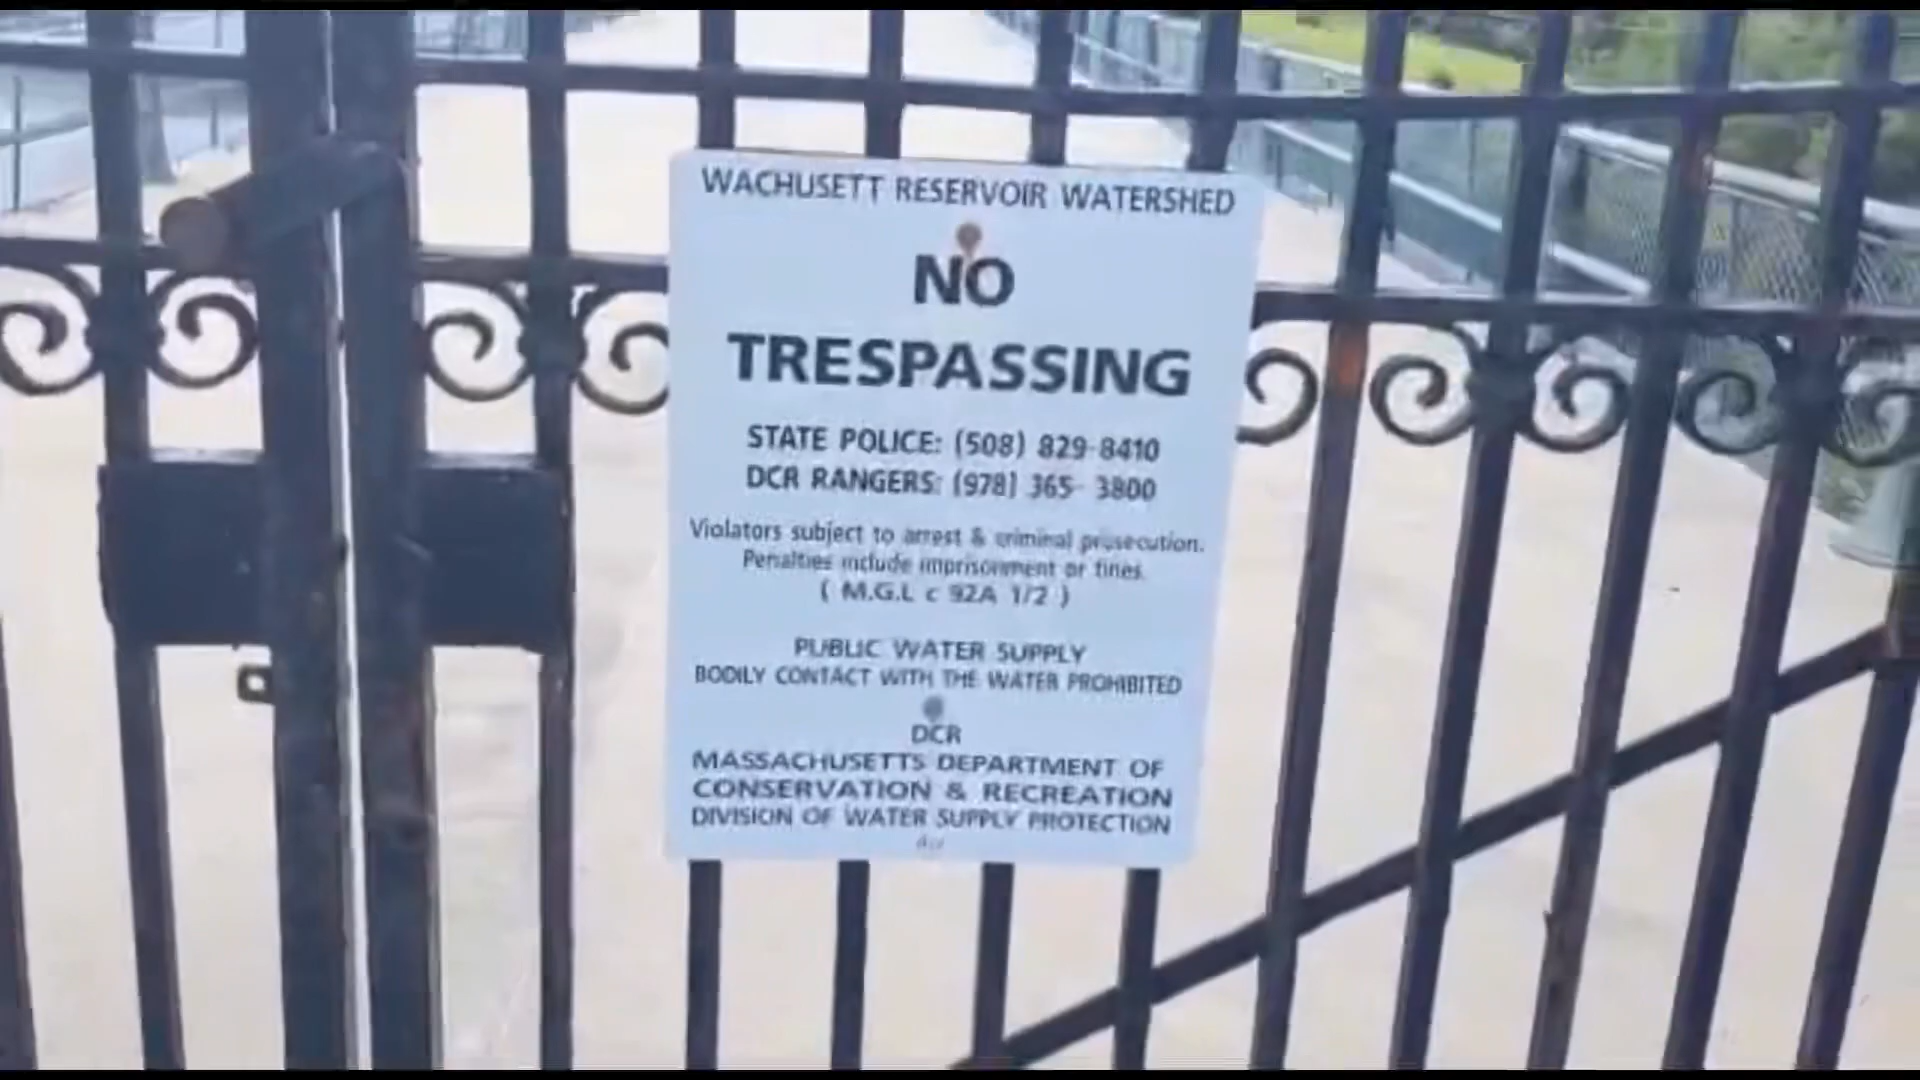 WACHUSETT RESERVOIR WATERSHED
NO
TRESPASSING
STATE POLICE: (508) 829-8410
DCR RANGERS: (978) 365-3800
Violators subject to arrest & criminal prosecution.
Penalties include imprisonment or fines.
( M.G.L c 92A 1/2 )
PUBLIC WATER SUPPLY
BODILY CONTACT WITH THE WATER PROHIBITED
DCR
MASSACHUSETTS DEPARTMENT OF
CONSERVATION & RECREATION
DIVISION OF WATER SUPPLY PROTECTION